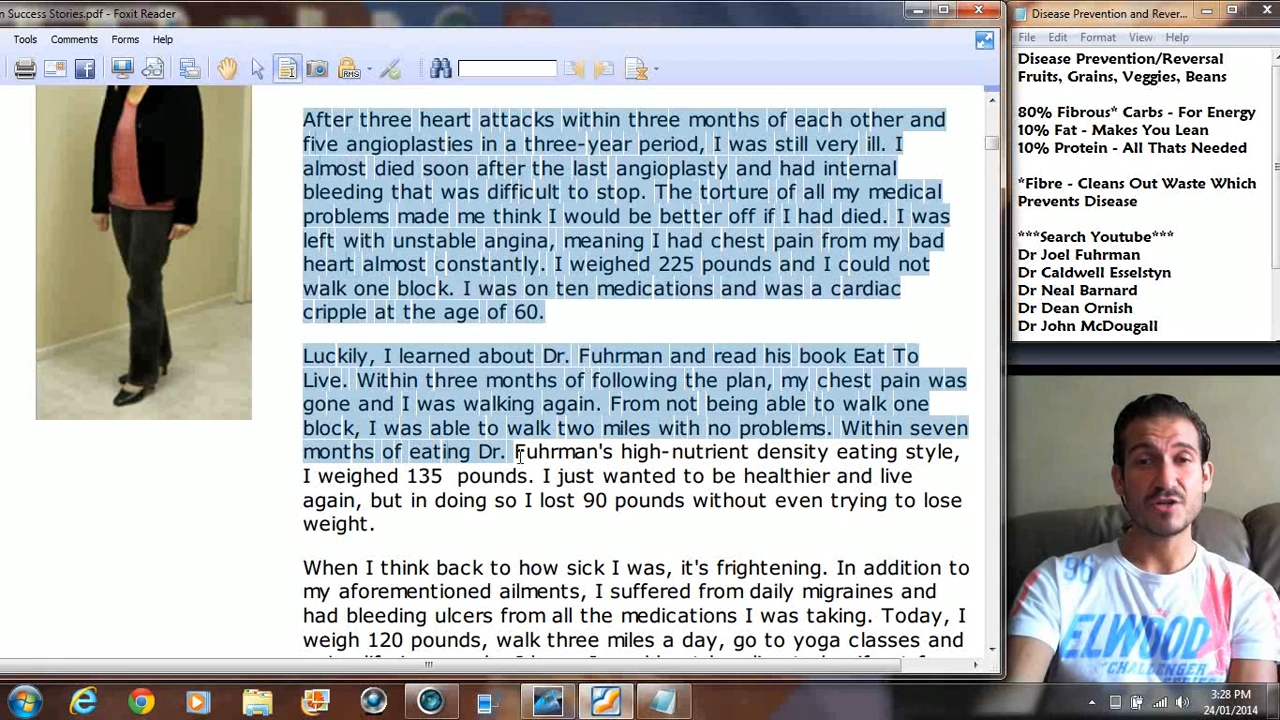 n Success Stories.pdf - Foxit Reader
Tools Comments Forms Help
RMS
After three heart attacks within three months of each other and
five angioplasties in a three-year period, I was still very ill. I
almost died soon after the last angioplasty and had internal
bleeding that was difficult to stop. The torture of all my medical
problems made me think I would be better off if I had died. I was
left with unstable angina, meaning I had chest pain from my bad
heart almost constantly. I weighed 225 pounds and I could not
walk one block. I was on ten medications and was a cardiac
cripple at the age of 60.
Luckily, I learned about Dr. Fuhrman and read his book Eat To
Live. Within three months of following the plan, my chest pain was
gone and I was walking again. From not being able to walk one
block, I was able to walk two miles with no problems. Within seven
months of eating Dr. Fuhrman's high-nutrient density eating style,
I weighed 135 pounds. I just wanted to be healthier and live
again, but in doing so I lost 90 pounds without even trying to lose
weight.
When I think back to how sick I was, it's frightening. In addition to
my aforementioned ailments, I suffered from daily migraines and
had bleeding ulcers from all the medications I was taking. Today, I
weigh 120 pounds, walk three miles a day, go to yoga classes and
Disease Prevention and Rever...
File Edit Format View Help
Disease Prevention/Reversal
Fruits, Grains, Veggies, Beans
80% Fibrous* Carbs - For Energy
10% Fat - Makes You Lean
10% Protein - All Thats Needed
*Fibre - Cleans Out Waste Which
Prevents Disease
***Search Youtube***
Dr Joel Fuhrman
Dr Caldwell Esselstyn
Dr Neal Barnard
Dr Dean Ornish
Dr John McDougall
96
ELWOOD
CHALLENGER
3:28 PM
24/01/2014